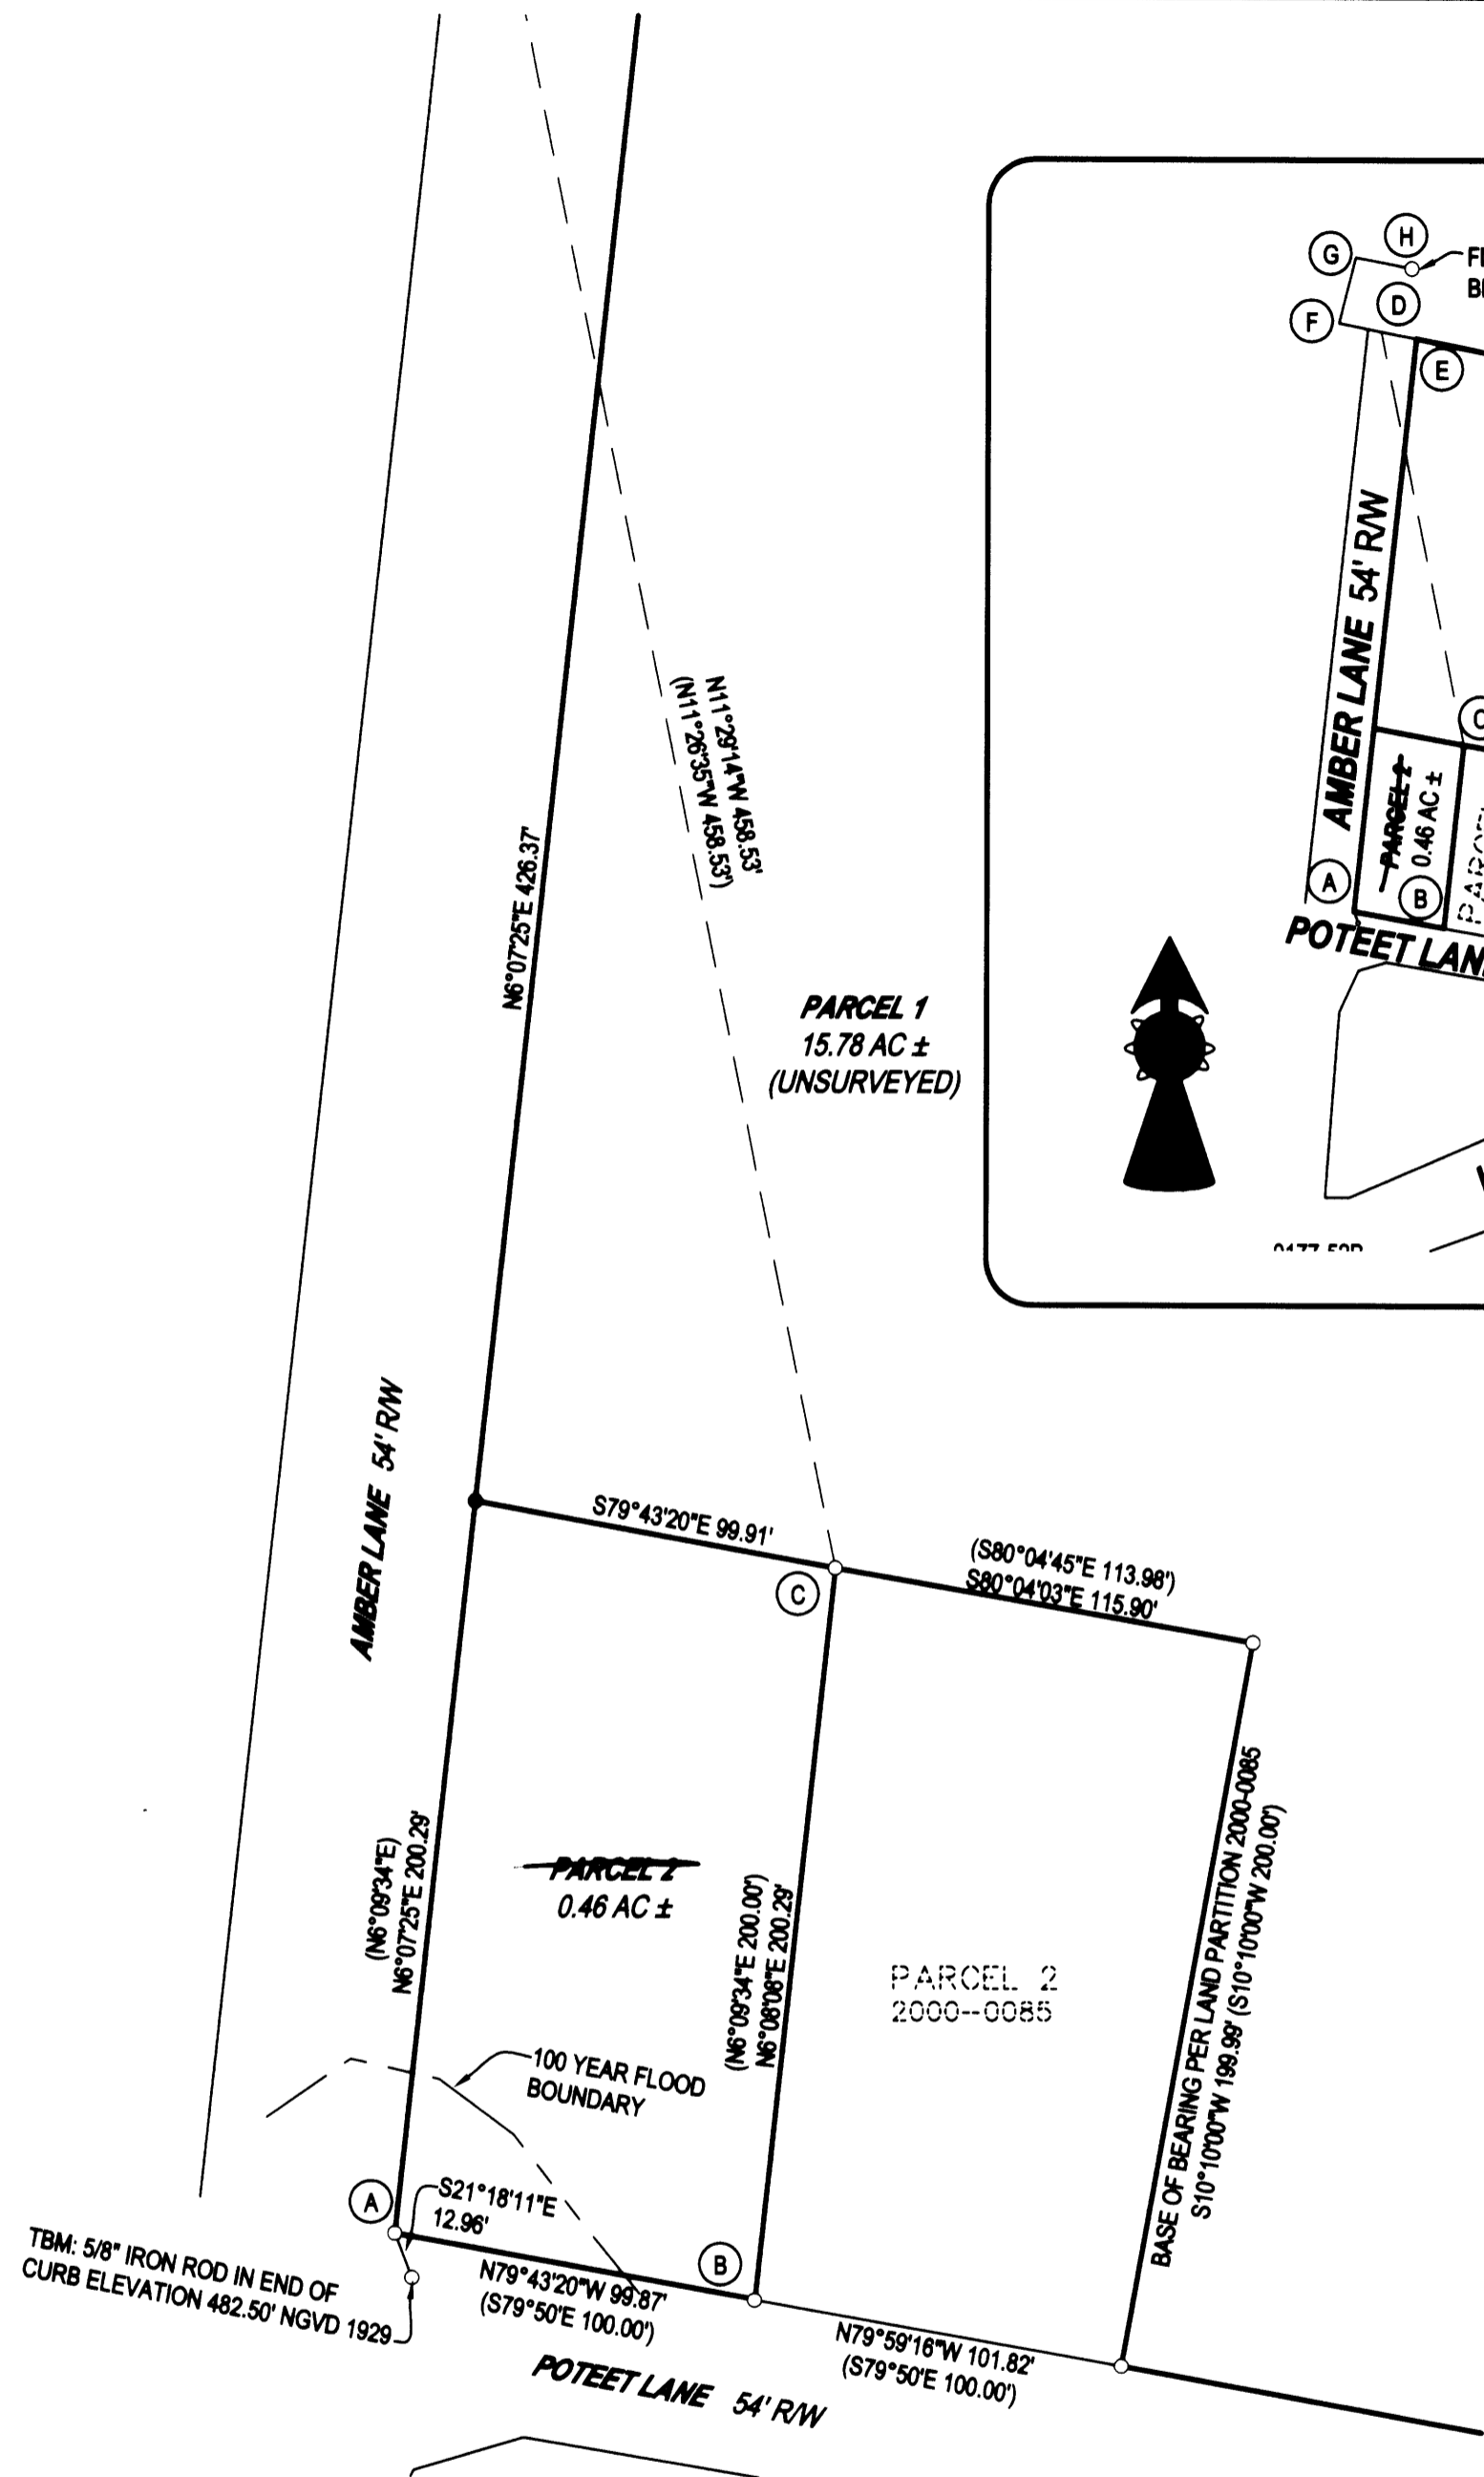 H
G
FE
BE
D
F
E
AMBER LANE 54' R/W
C
PARCEL 2
0.46 AC ±
A
B
POTEET LANE
N11°29'14"W 458.53'
(N11°26'35"W 458.53')
N6°07'25"E 426.37'
PARCEL 1
15.78 AC ±
(UNSURVEYED)
AMBER LANE 54' R/W
S79°43'20"E 99.91'
(S80°04'45"E 113.98')
S80°04'03"E 115.90'
C
(N6°09'34"E)
N6°07'25"E 200.29'
PARCEL 2
0.46 AC ±
(N6°09'34"E 200.00')
N6°08'08"E 200.29'
PARCEL 2
2000--0085
BASE OF BEARING PER LAND PARTITION 2000-0085
S10°10'00"W 199.99' (S10°10'00"W 200.00')
100 YEAR FLOOD
BOUNDARY
A
S21°18'11"E
12.96'
TBM: 5/8" IRON ROD IN END OF
CURB ELEVATION 482.50' NGVD 1929
B
N79°43'20"W 99.87'
(S79°50'E 100.00')
N79°59'16"W 101.82'
(S79°50'E 100.00')
POTEET LANE 54' R/W